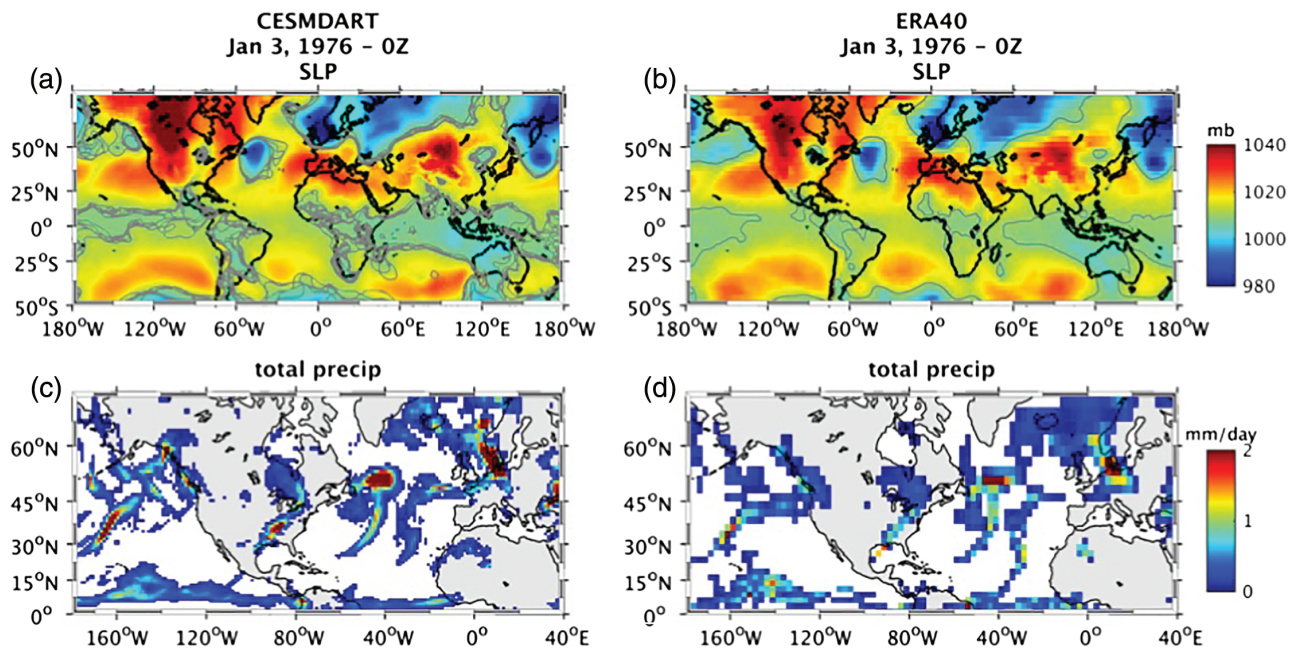 CESMDART
Jan 3, 1976 – 0Z
SLP
(a)
50°N
25°N
0°
25°S
50°S
180°W 120°W 60°W 0° 60°E 120°E 180°W
ERA40
Jan 3, 1976 – 0Z
SLP
(b)
50°N
25°N
0°
25°S
50°S
180°W 120°W 60°W 0° 60°E 120°E 180°W
mb
1040
1020
1000
980
total precip
(c)
60°N
45°N
30°N
15°N
0°
160°W 120°W 80°W 40°W 0° 40°E
total precip
(d)
60°N
45°N
30°N
15°N
0°
160°W 120°W 80°W 40°W 0° 40°E
mm/day
2
1
0